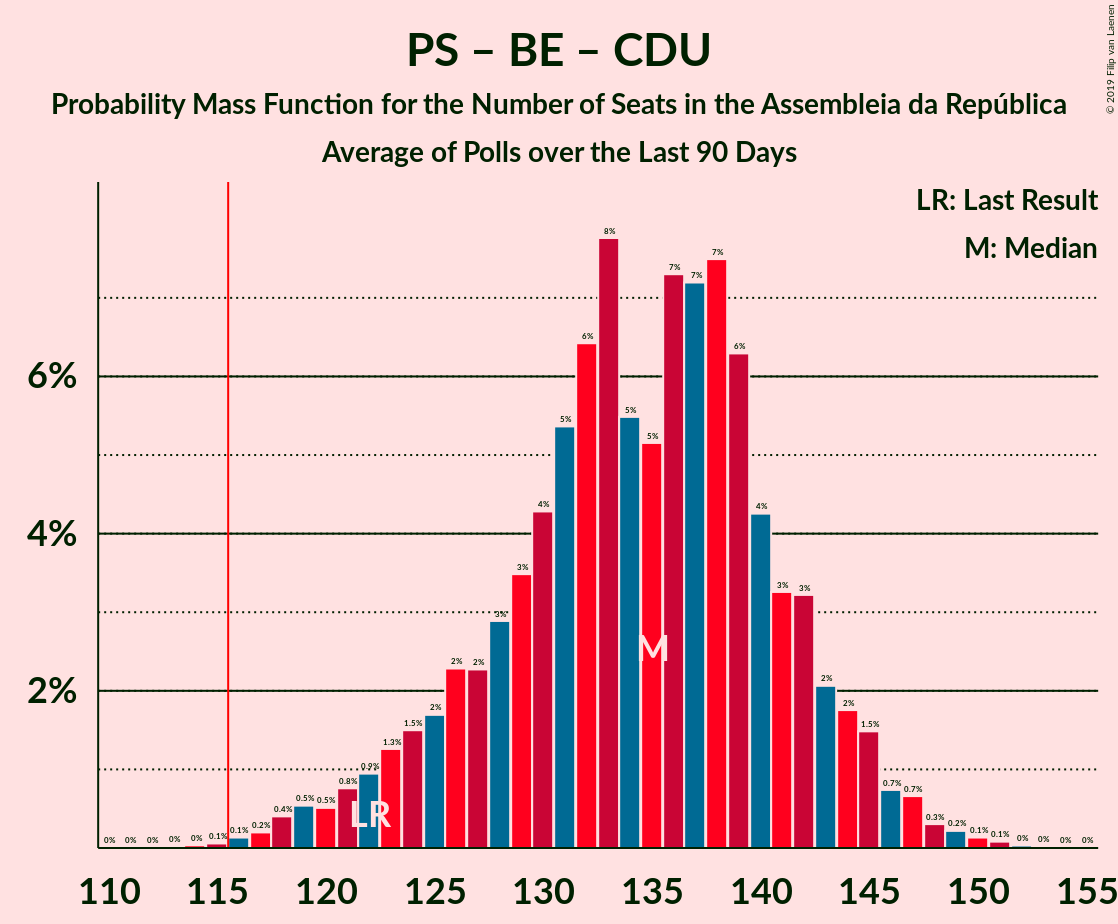 PS – BE – CDU
Probability Mass Function for the Number of Seats in the Assembleia da República
Average of Polls over the Last 90 Days
© 2019 Filip van Laenen
LR: Last Result
M: Median
6%
4%
2%
0% 0% 0% 0% 0% 0.1% 0.1% 0.2% 0.4% 0.5% 0.5% 0.8% 0.9% 1.3% 1.5% 2% 2% 2% 3% 3% 4% 5% 6% 8% 5% 5% 7% 7% 7% 6% 4% 3% 3% 2% 2% 1.5% 0.7% 0.7% 0.3% 0.2% 0.1% 0.1% 0% 0% 0% 0%
M
LR
110 115 120 125 130 135 140 145 150 155